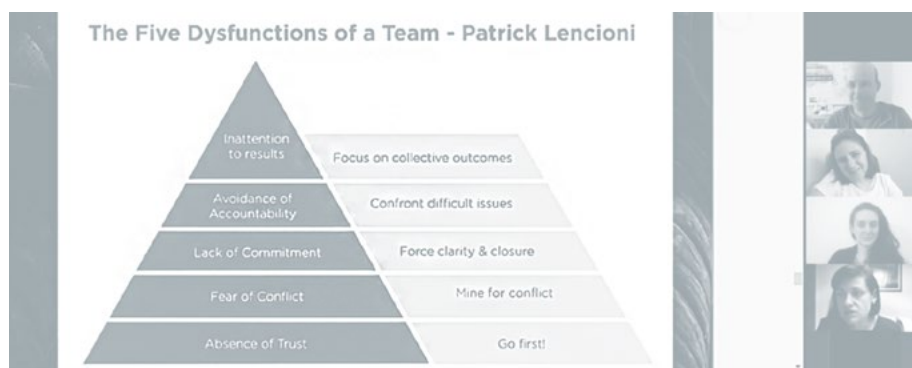 The Five Dysfunctions of a Team - Patrick Lencioni
Inattention
to results
Focus on collective outcomes
Avoidance of
Accountability
Confront difficult issues
Lack of Commitment
Force clarity & closure
Fear of Conflict
Mine for conflict
Absence of Trust
Go first!